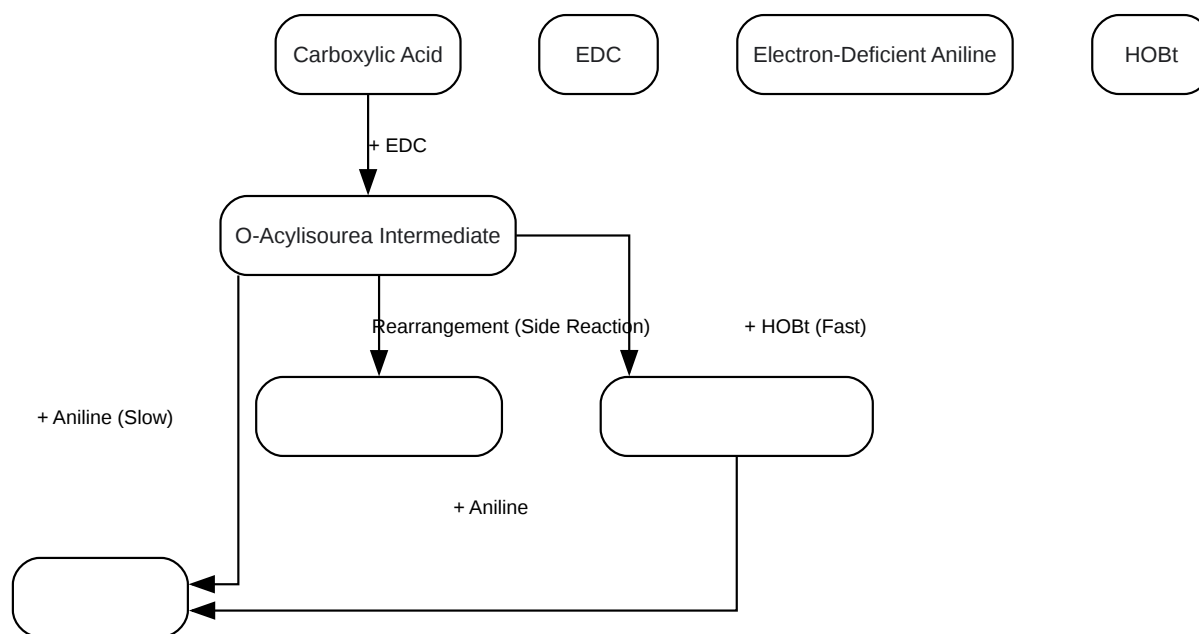 Carboxylic Acid
EDC
Electron-Deficient Aniline
HOBt
+ EDC
O-Acylisourea Intermediate
Rearrangement (Side Reaction)
+ HOBt (Fast)
+ Aniline (Slow)
+ Aniline